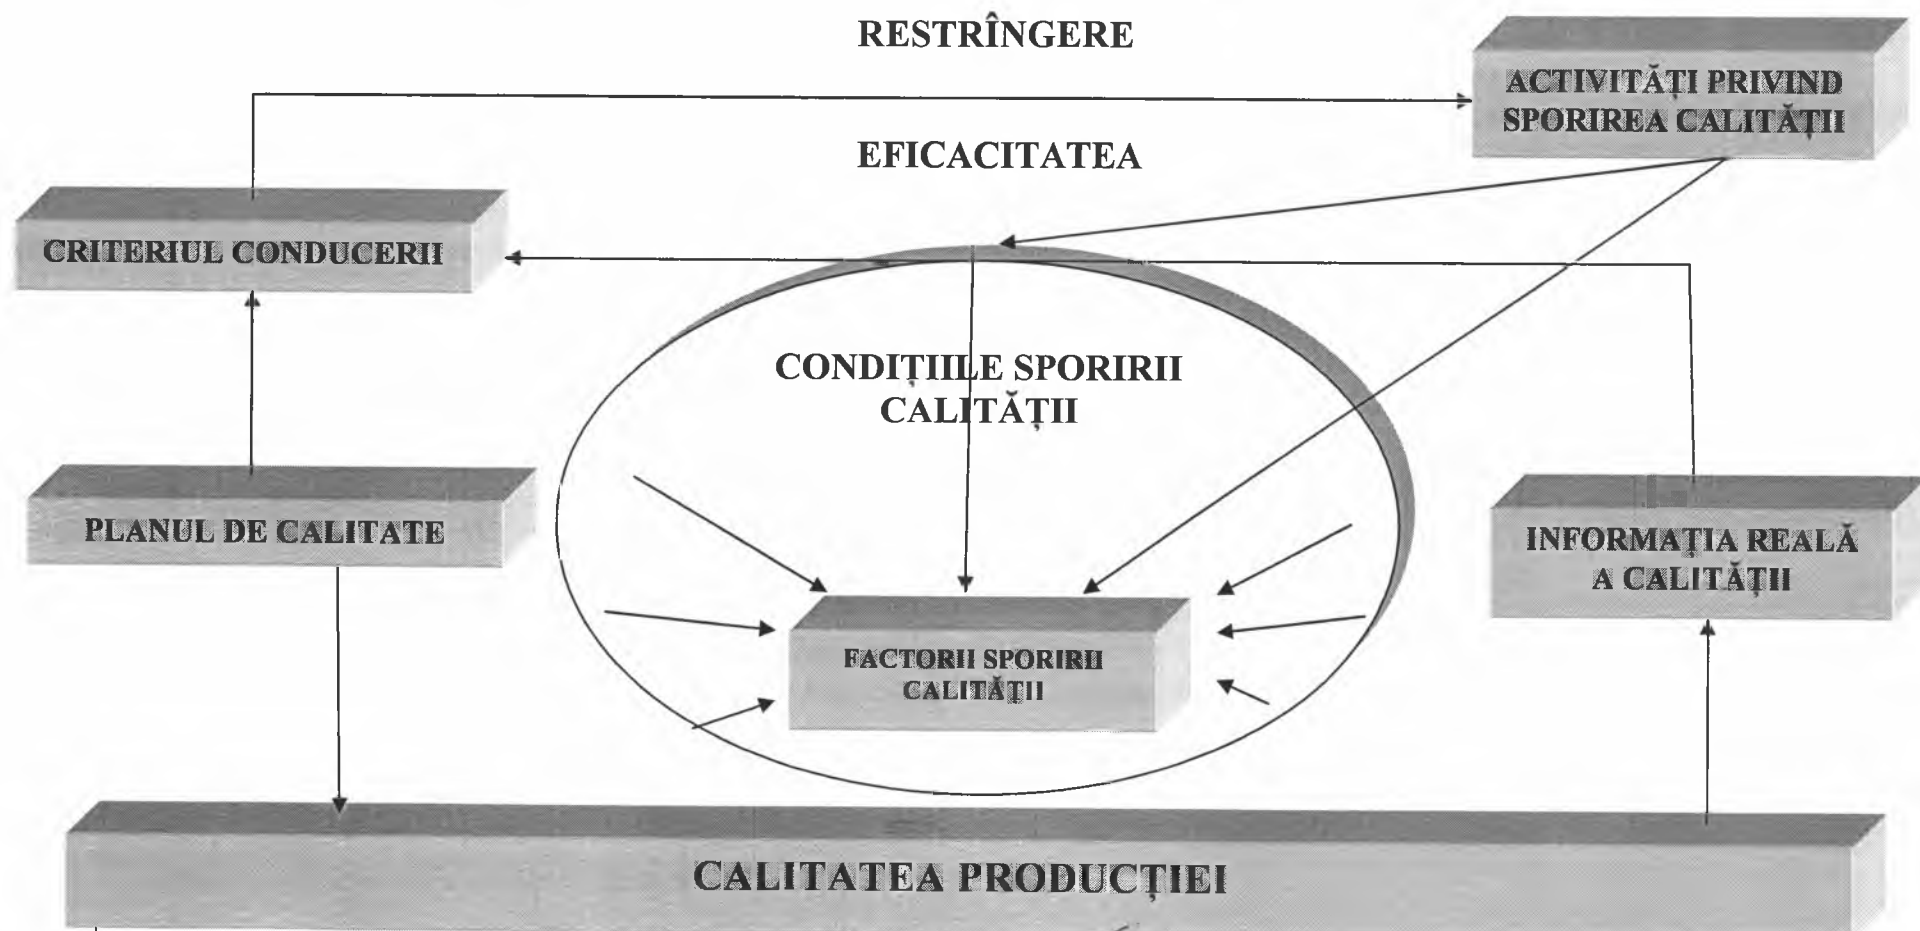 RESTRÎNGERE
ACTIVITĂȚI PRIVIND
SPORIREA CALITĂȚII
EFICACITATEA
CRITERIUL CONDUCERII
CONDIȚIILE SPORIRII
CALITĂȚII
PLANUL DE CALITATE
INFORMAȚIA REALĂ
A CALITĂȚII
FACTORII SPORIRII
CALITĂȚII
CALITATEA PRODUCȚIEI